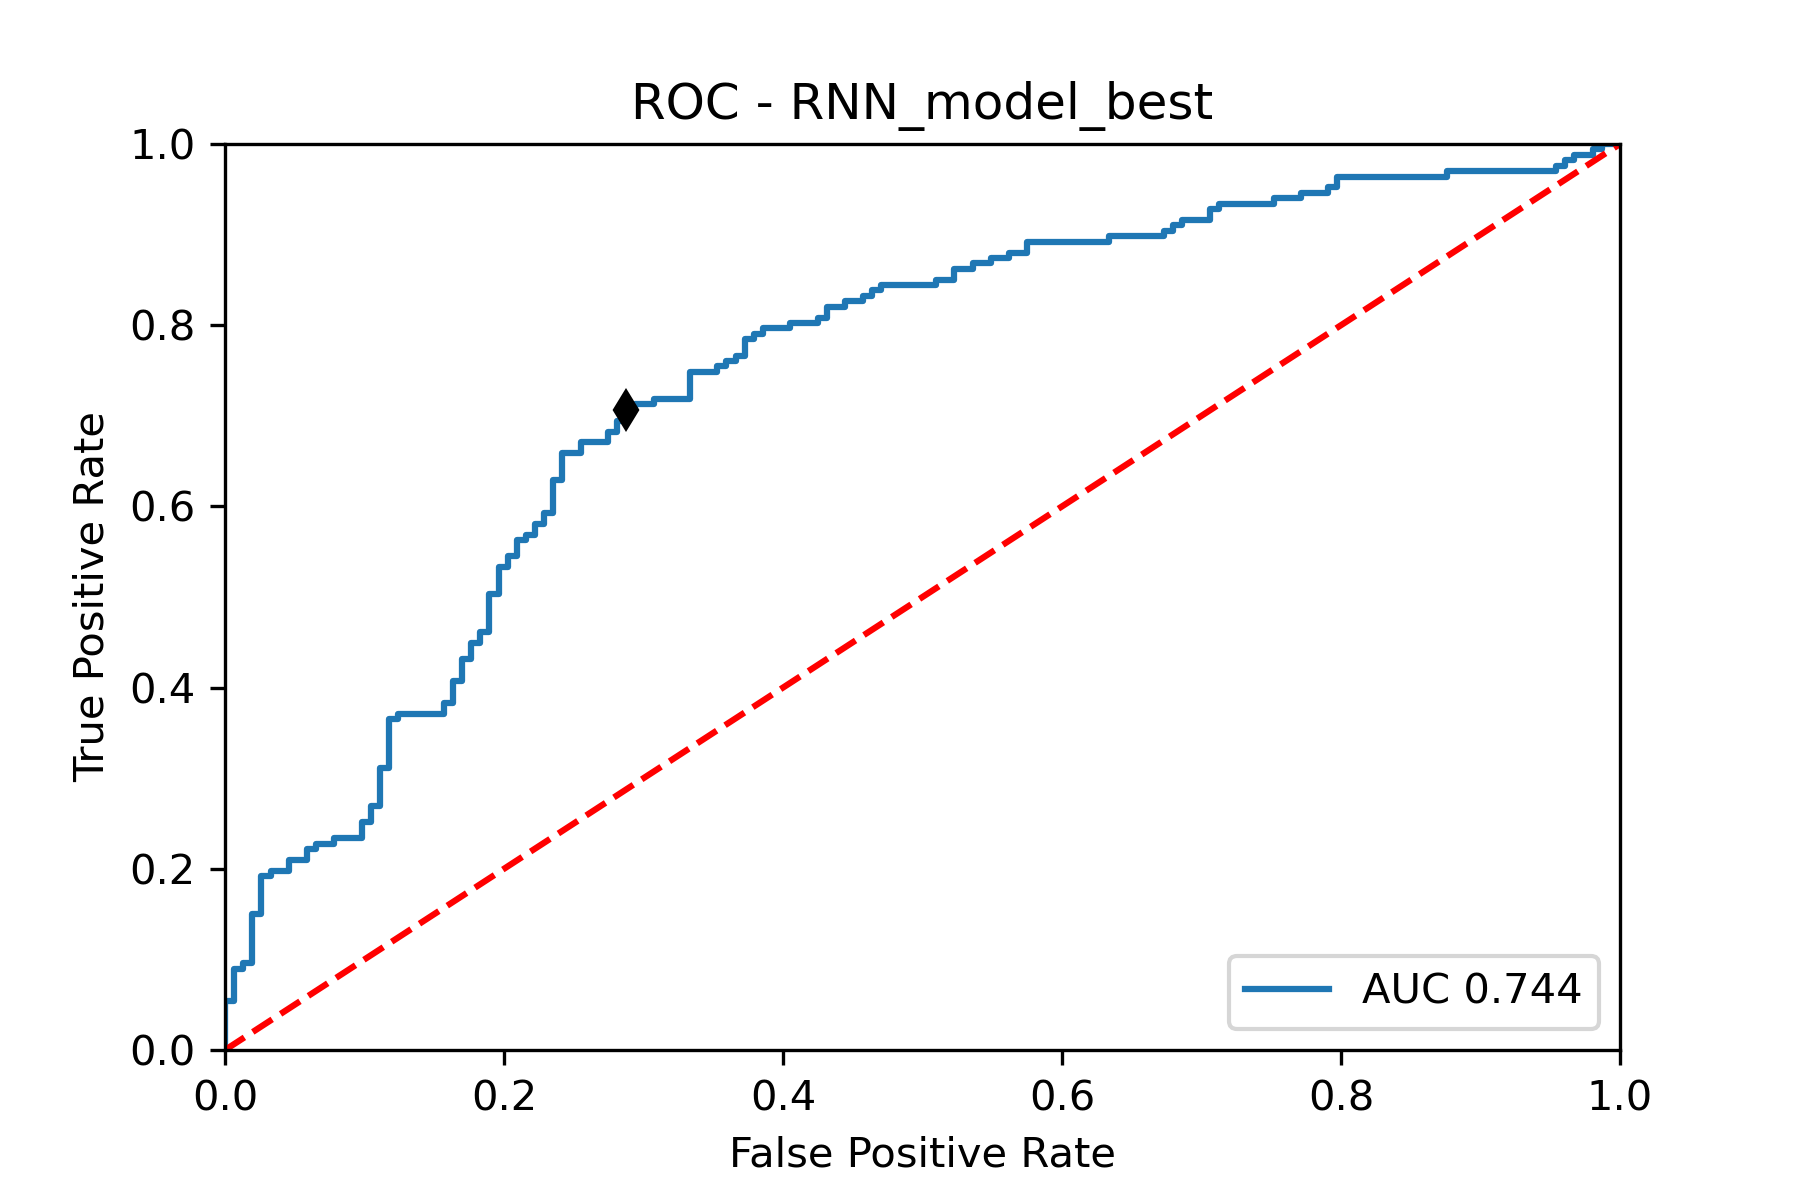 ROC - RNN_model_best
1.0
0.8
0.6
0.4
0.2
0.0
True Positive Rate
AUC 0.744
0.0 0.2 0.4 0.6 0.8 1.0
False Positive Rate